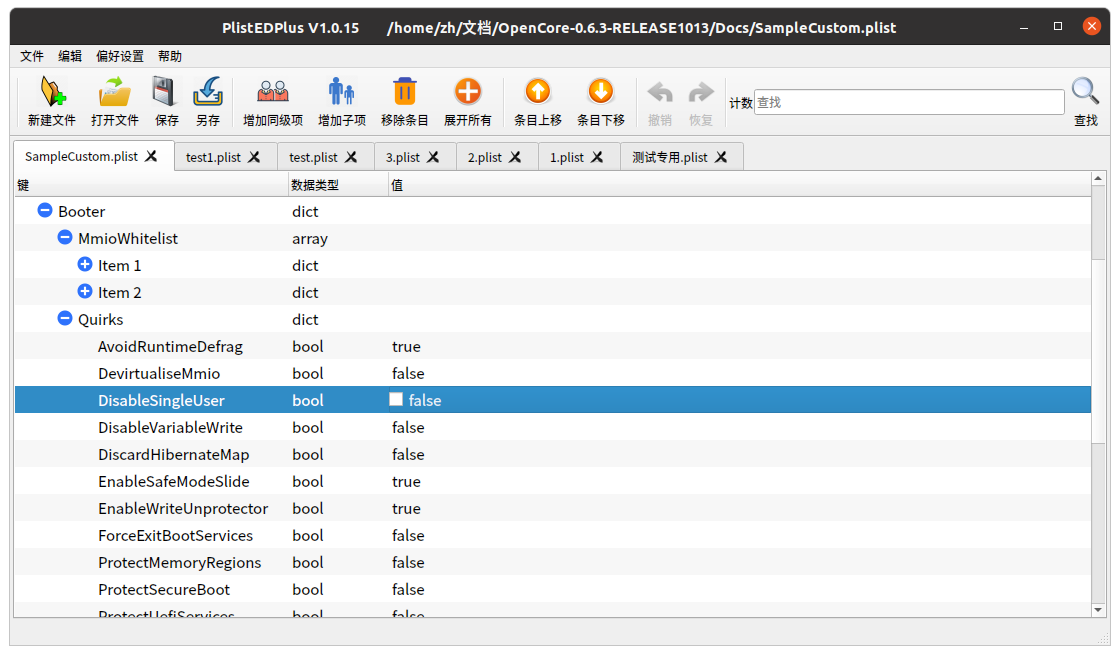 PlistEDPlus V1.0.15 /home/zh/文档/OpenCore-0.6.3-RELEASE1013/Docs/SampleCustom.plist
文件 编辑 偏好设置 帮助
新建文件 打开文件 保存 另存 增加同级项 增加子项 移除条目 展开所有 条目上移 条目下移 撤销 恢复 计数 查找 查找
SampleCustom.plist test1.plist test.plist 3.plist 2.plist 1.plist 测试专用.plist
键 数据类型 值
Booter dict
MmioWhitelist array
Item 1 dict
Item 2 dict
Quirks dict
AvoidRuntimeDefrag bool true
DevirtualiseMmio bool false
DisableSingleUser bool false
DisableVariableWrite bool false
DiscardHibernateMap bool false
EnableSafeModeSlide bool true
EnableWriteUnprotector bool true
ForceExitBootServices bool false
ProtectMemoryRegions bool false
ProtectSecureBoot bool false
ProtectUefiServices bool false